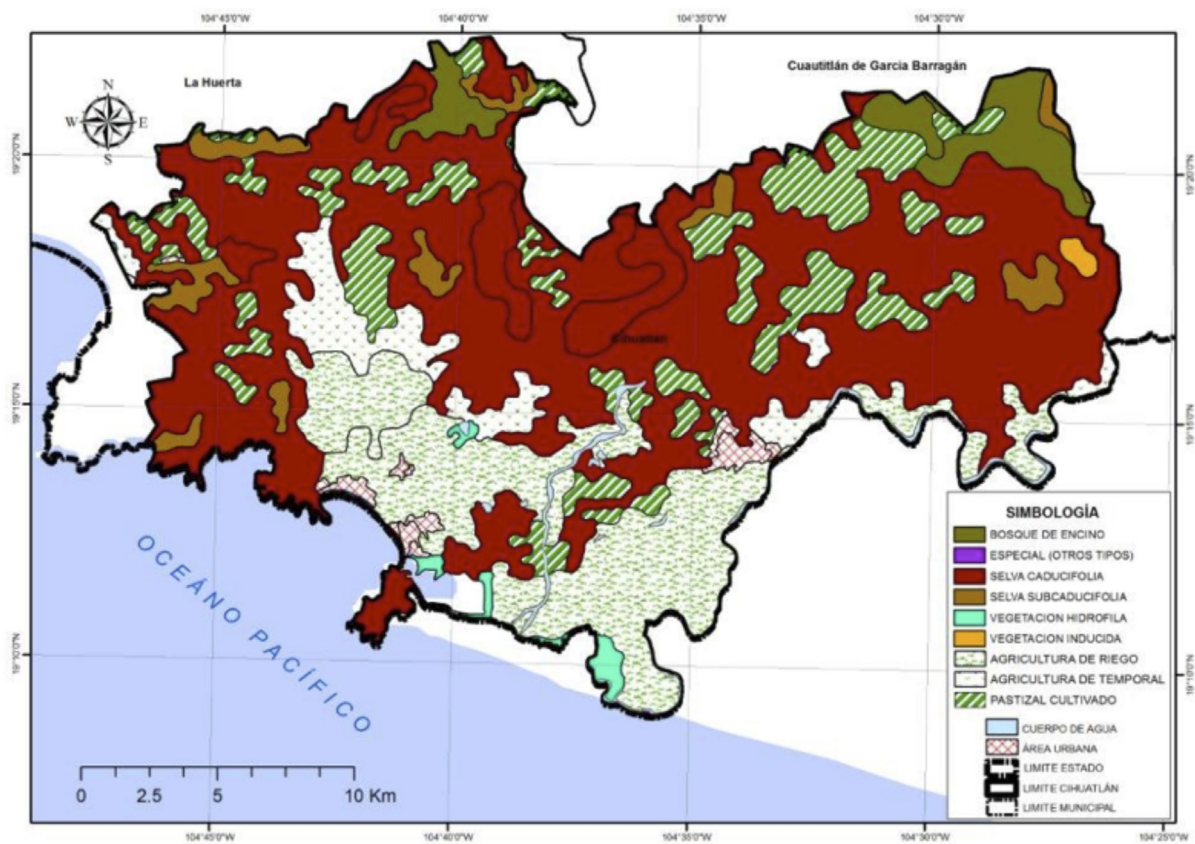 104°45'0"W 104°40'0"W 104°35'0"W 104°30'0"W
La Huerta
Cuautitlán de Garcia Barragán
N
W E
S
19°20'0"N 19°20'0"N
Cihuatlán
19°15'0"N 19°15'0"N
19°10'0"N 19°10'0"N
OCEÁNO PACÍFICO
0 2.5 5 10 Km
SIMBOLOGÌA
BOSQUE DE ENCINO
ESPECIAL (OTROS TIPOS)
SELVA CADUCIFOLIA
SELVA SUBCADUCIFOLIA
VEGETACION HIDROFILA
VEGETACION INDUCIDA
AGRICULTURA DE RIEGO
AGRICULTURA DE TEMPORAL
PASTIZAL CULTIVADO
CUERPO DE AGUA
ÁREA URBANA
LIMITE ESTADO
LIMITE CIHUATLÁN
LIMITE MUNICIPAL
104°45'0"W 104°40'0"W 104°35'0"W 104°30'0"W 104°25'0"W